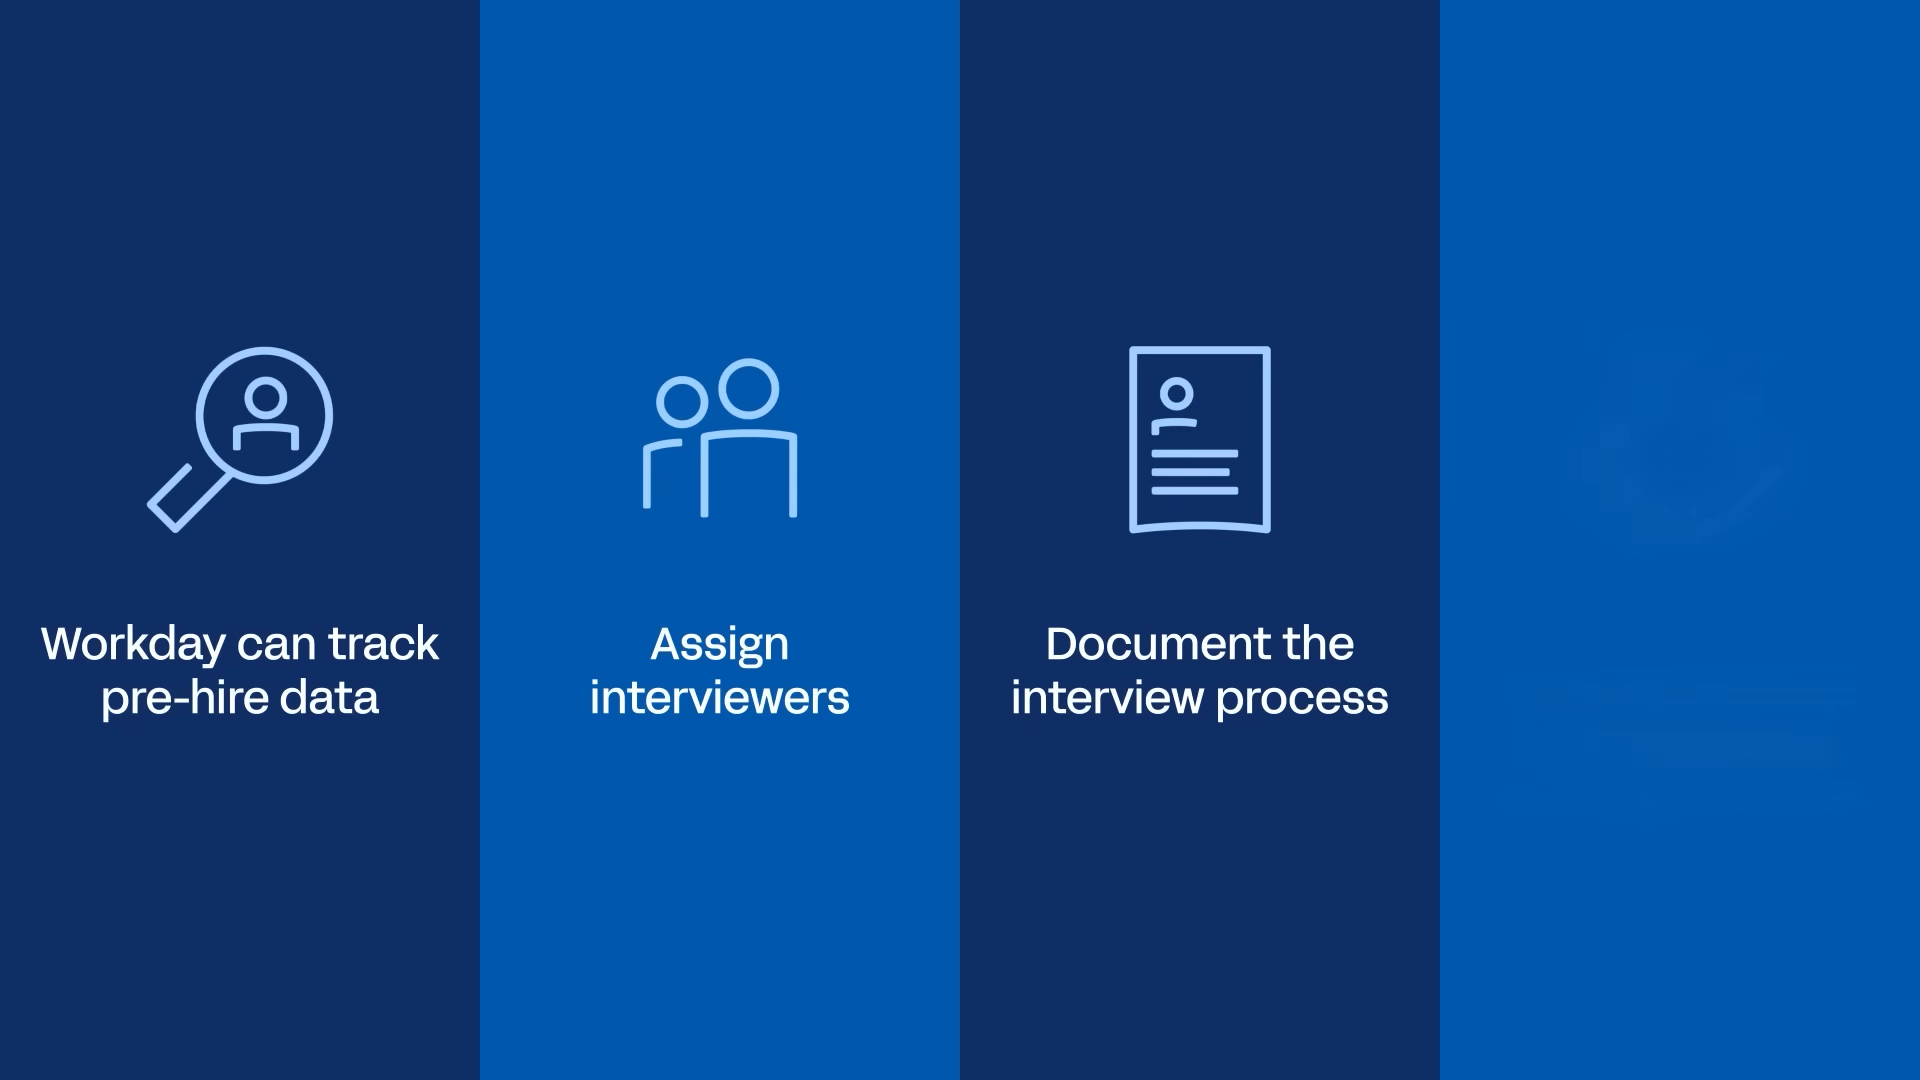 Workday can track
pre-hire data
Assign
interviewers
Document the
interview process